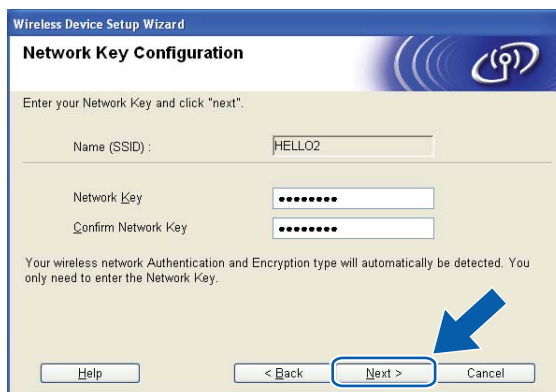 Wireless Device Setup Wizard
Network Key Configuration
Enter your Network Key and click "next".
Name (SSID) : HELLO2
Network Key ●●●●●●●●
Confirm Network Key ●●●●●●●●
Your wireless network Authentication and Encryption type will automatically be detected. You
only need to enter the Network Key.
Help < Back Next > Cancel